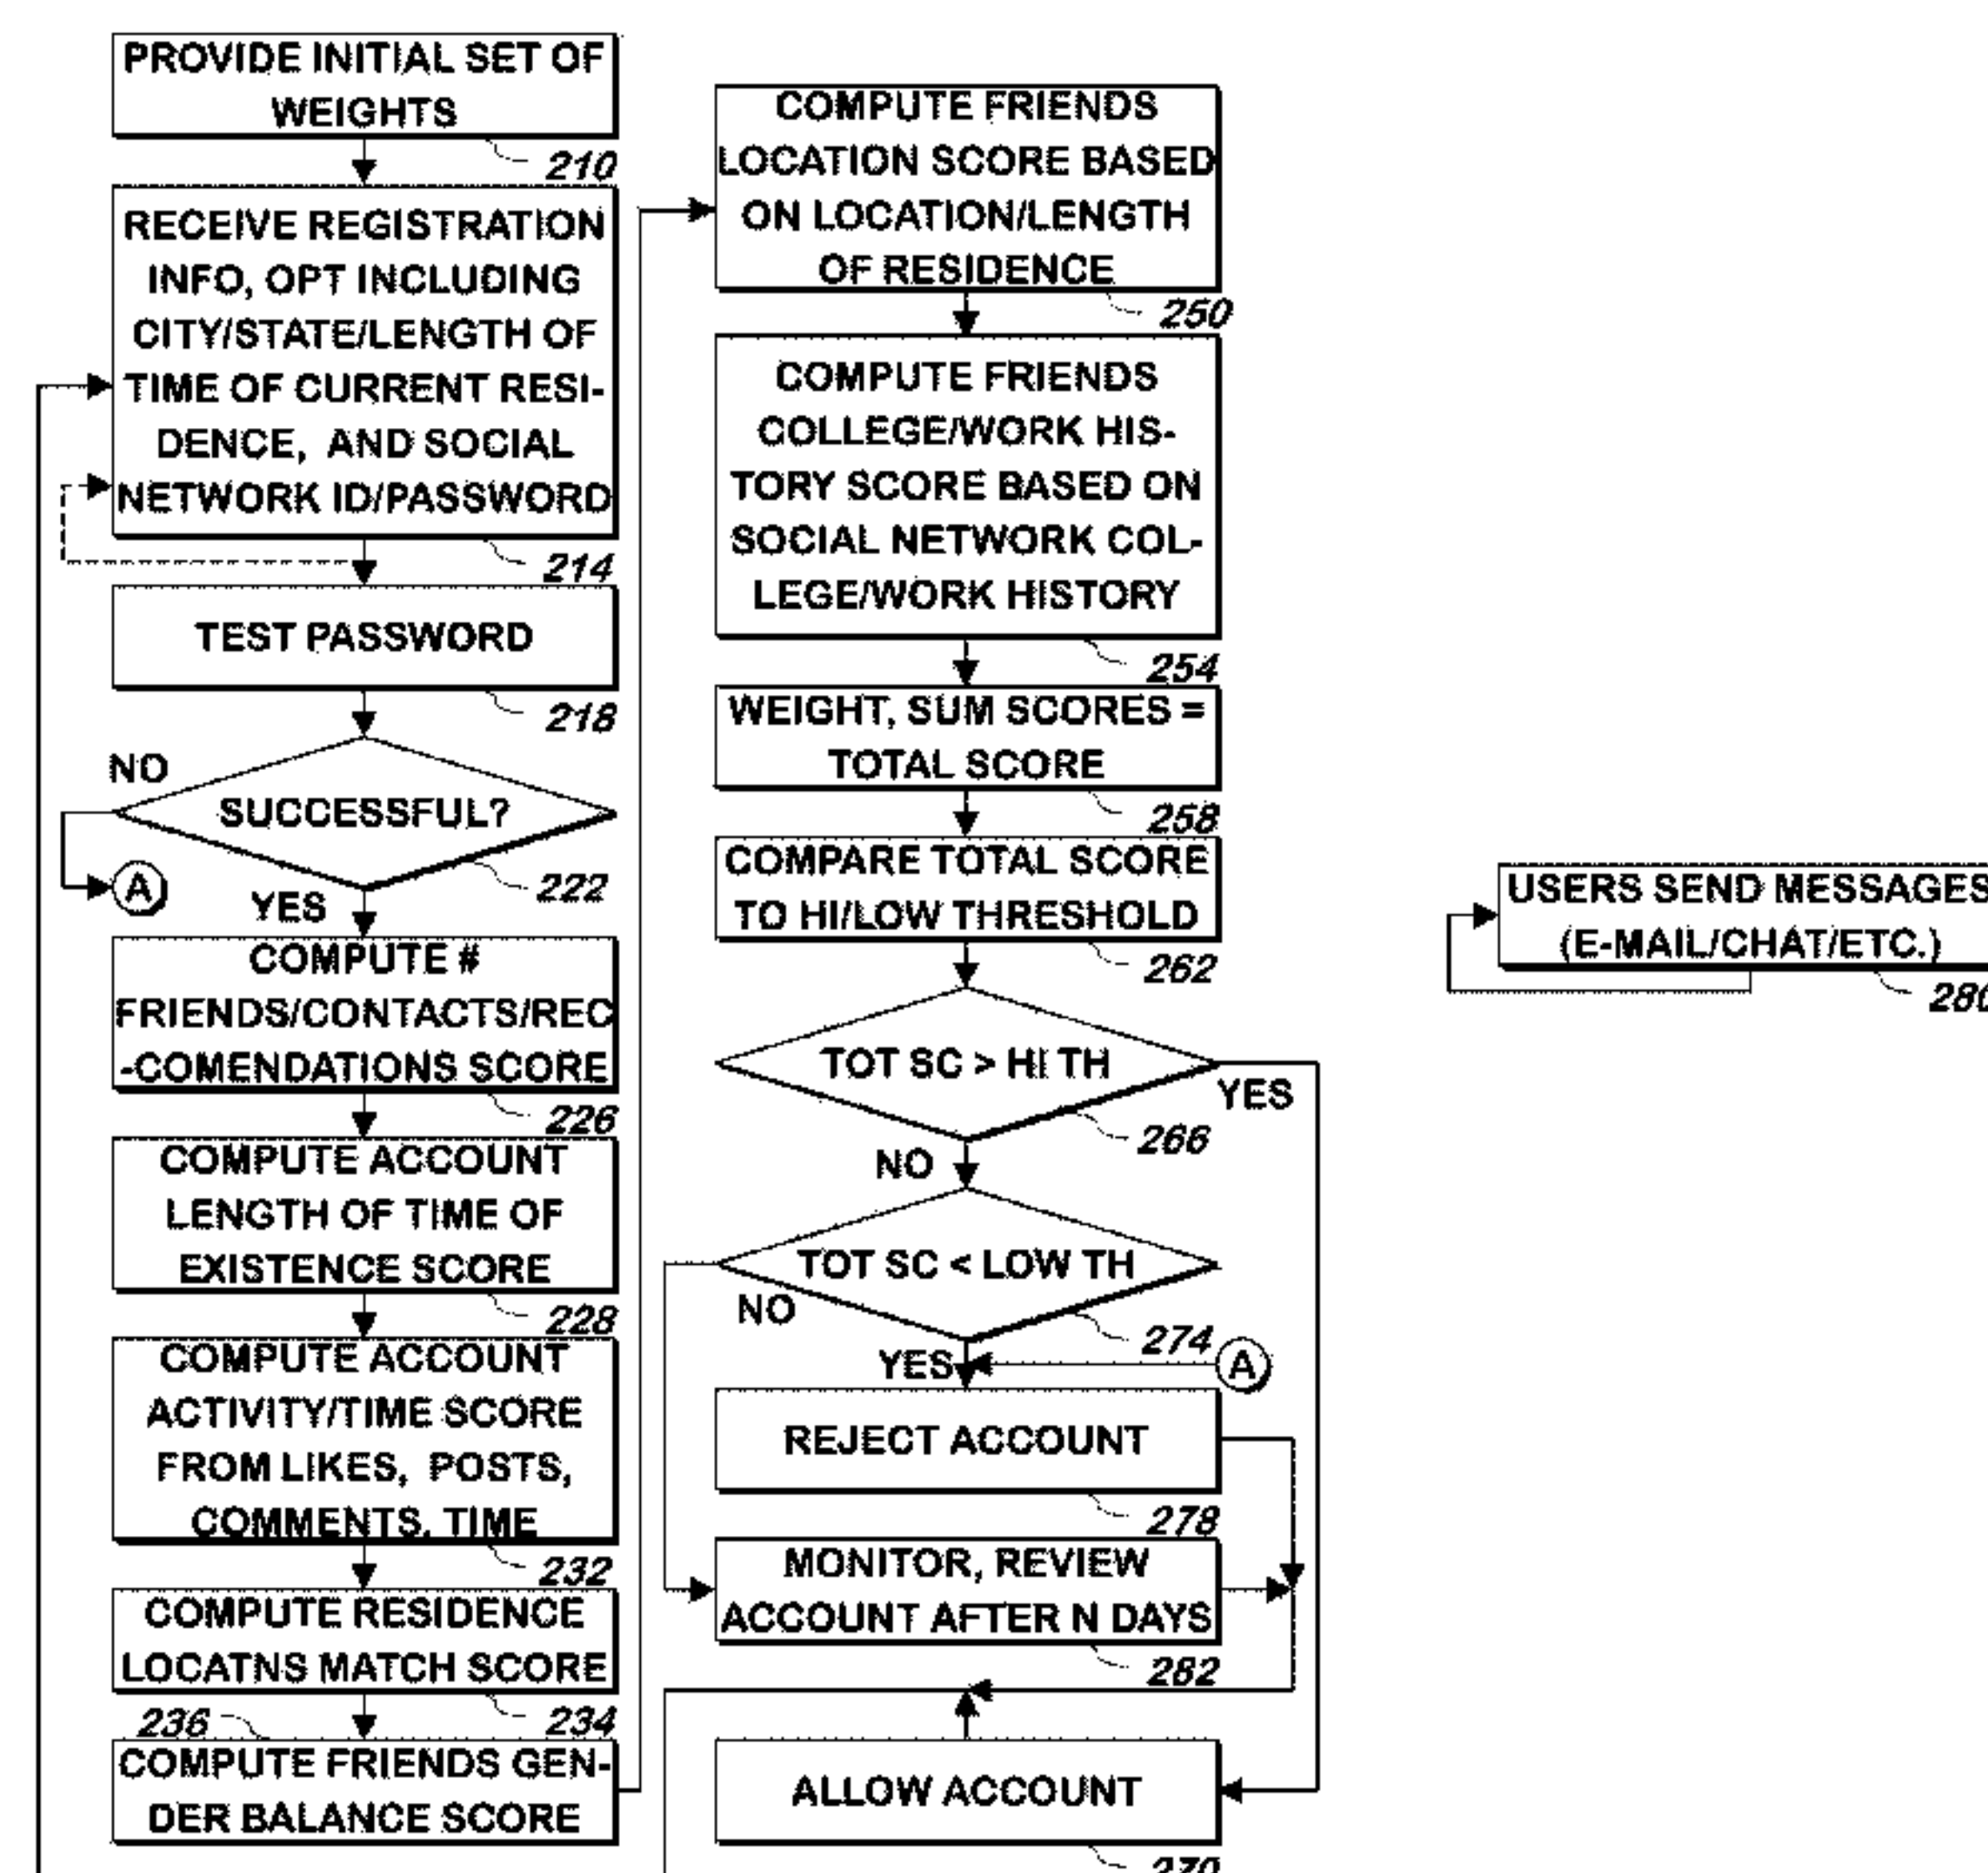 PROVIDE INITIAL SET OF
WEIGHTS
210
RECEIVE REGISTRATION
INFO, OPT INCLUDING
CITY/STATE/LENGTH OF
TIME OF CURRENT RESI-
DENCE, AND SOCIAL
NETWORK ID/PASSWORD
214
TEST PASSWORD
218
NO
SUCCESSFUL?
222
A
YES
COMPUTE #
FRIENDS/CONTACTS/REC
-COMENDATIONS SCORE
226
COMPUTE ACCOUNT
LENGTH OF TIME OF
EXISTENCE SCORE
228
COMPUTE ACCOUNT
ACTIVITY/TIME SCORE
FROM LIKES, POSTS,
COMMENTS, TIME
232
COMPUTE RESIDENCE
LOCATNS MATCH SCORE
234
236
COMPUTE FRIENDS GEN-
DER BALANCE SCORE
COMPUTE FRIENDS
LOCATION SCORE BASED
ON LOCATION/LENGTH
OF RESIDENCE
250
COMPUTE FRIENDS
COLLEGE/WORK HIS-
TORY SCORE BASED ON
SOCIAL NETWORK COL-
LEGE/WORK HISTORY
254
WEIGHT, SUM SCORES =
TOTAL SCORE
258
COMPARE TOTAL SCORE
TO HI/LOW THRESHOLD
262
TOT SC > HI TH
YES
266
NO
TOT SC < LOW TH
NO
274
YES
A
REJECT ACCOUNT
278
MONITOR, REVIEW
ACCOUNT AFTER N DAYS
282
ALLOW ACCOUNT
270
USERS SEND MESSAGES
(E-MAIL/CHAT/ETC.)